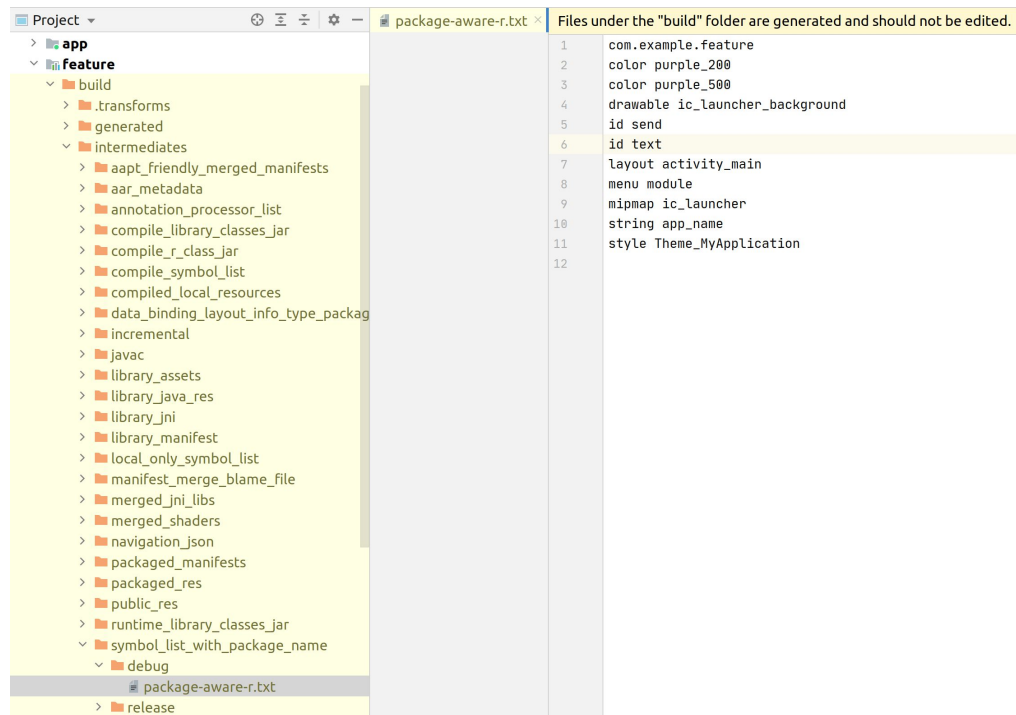 Project
app
feature
build
.transforms
generated
intermediates
aapt_friendly_merged_manifests
aar_metadata
annotation_processor_list
compile_library_classes_jar
compile_r_class_jar
compile_symbol_list
compiled_local_resources
data_binding_layout_info_type_packag
incremental
javac
library_assets
library_java_res
library_jni
library_manifest
local_only_symbol_list
manifest_merge_blame_file
merged_jni_libs
merged_shaders
navigation_json
packaged_manifests
packaged_res
public_res
runtime_library_classes_jar
symbol_list_with_package_name
debug
package-aware-r.txt
release
package-aware-r.txt
Files under the "build" folder are generated and should not be edited.
1 com.example.feature
2 color purple_200
3 color purple_500
4 drawable ic_launcher_background
5 id send
6 id text
7 layout activity_main
8 menu module
9 mipmap ic_launcher
10 string app_name
11 style Theme_MyApplication
12